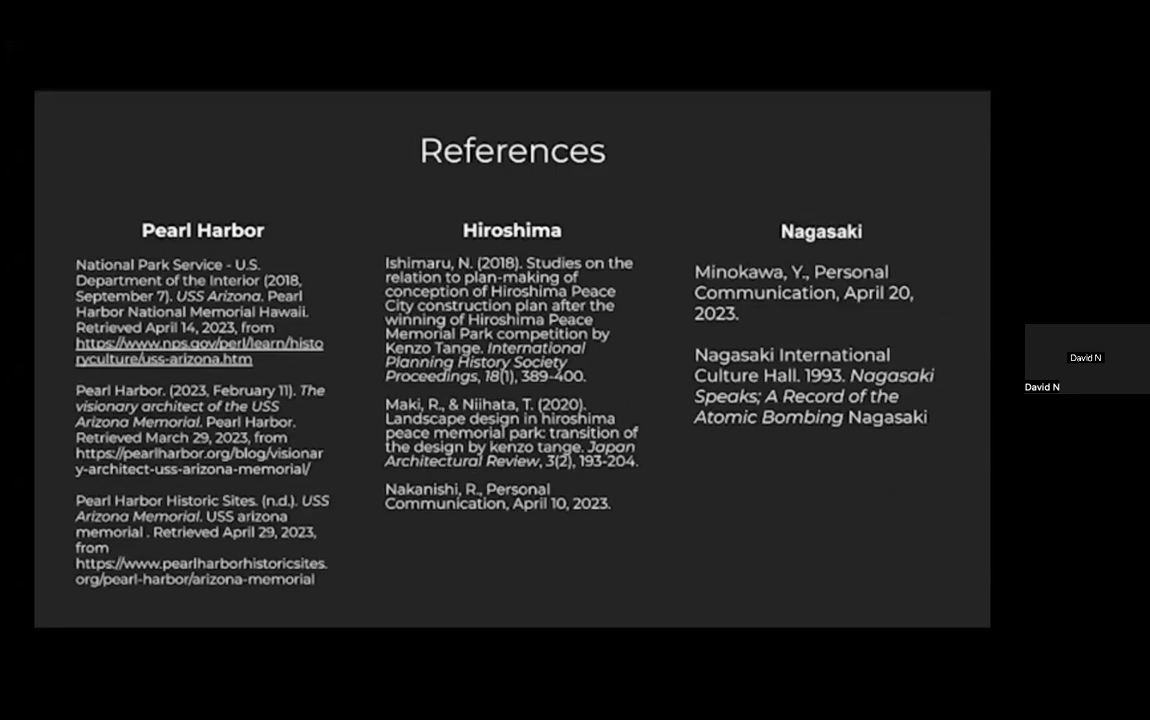 References
Pearl Harbor
National Park Service - U.S.
Department of the Interior (2018,
September 7). USS Arizona. Pearl
Harbor National Memorial Hawaii.
Retrieved April 14, 2023, from
https://www.nps.gov/perl/learn/histo
ryculture/uss-arizona.htm
Pearl Harbor. (2023, February 11). The
visionary architect of the USS
Arizona Memorial. Pearl Harbor.
Retrieved March 29, 2023, from
https://pearlharbor.org/blog/visionar
y-architect-uss-arizona-memorial/
Pearl Harbor Historic Sites. (n.d.). USS
Arizona Memorial. USS arizona
memorial . Retrieved April 29, 2023,
from
https://www.pearlharborhistoricsites.
org/pearl-harbor/arizona-memorial
Hiroshima
Ishimaru, N. (2018). Studies on the
relation to plan-making of
conception of Hiroshima Peace
City construction plan after the
winning of Hiroshima Peace
Memorial Park competition by
Kenzo Tange. International
Planning History Society
Proceedings, 18(1), 389-400.
Maki, R., & Niihata, T. (2020).
Landscape design in hiroshima
peace memorial park: transition of
the design by kenzo tange. Japan
Architectural Review, 3(2), 193-204.
Nakanishi, R., Personal
Communication, April 10, 2023.
Nagasaki
Minokawa, Y., Personal
Communication, April 20,
2023.
Nagasaki International
Culture Hall. 1993. Nagasaki
Speaks; A Record of the
Atomic Bombing Nagasaki
David N
David N